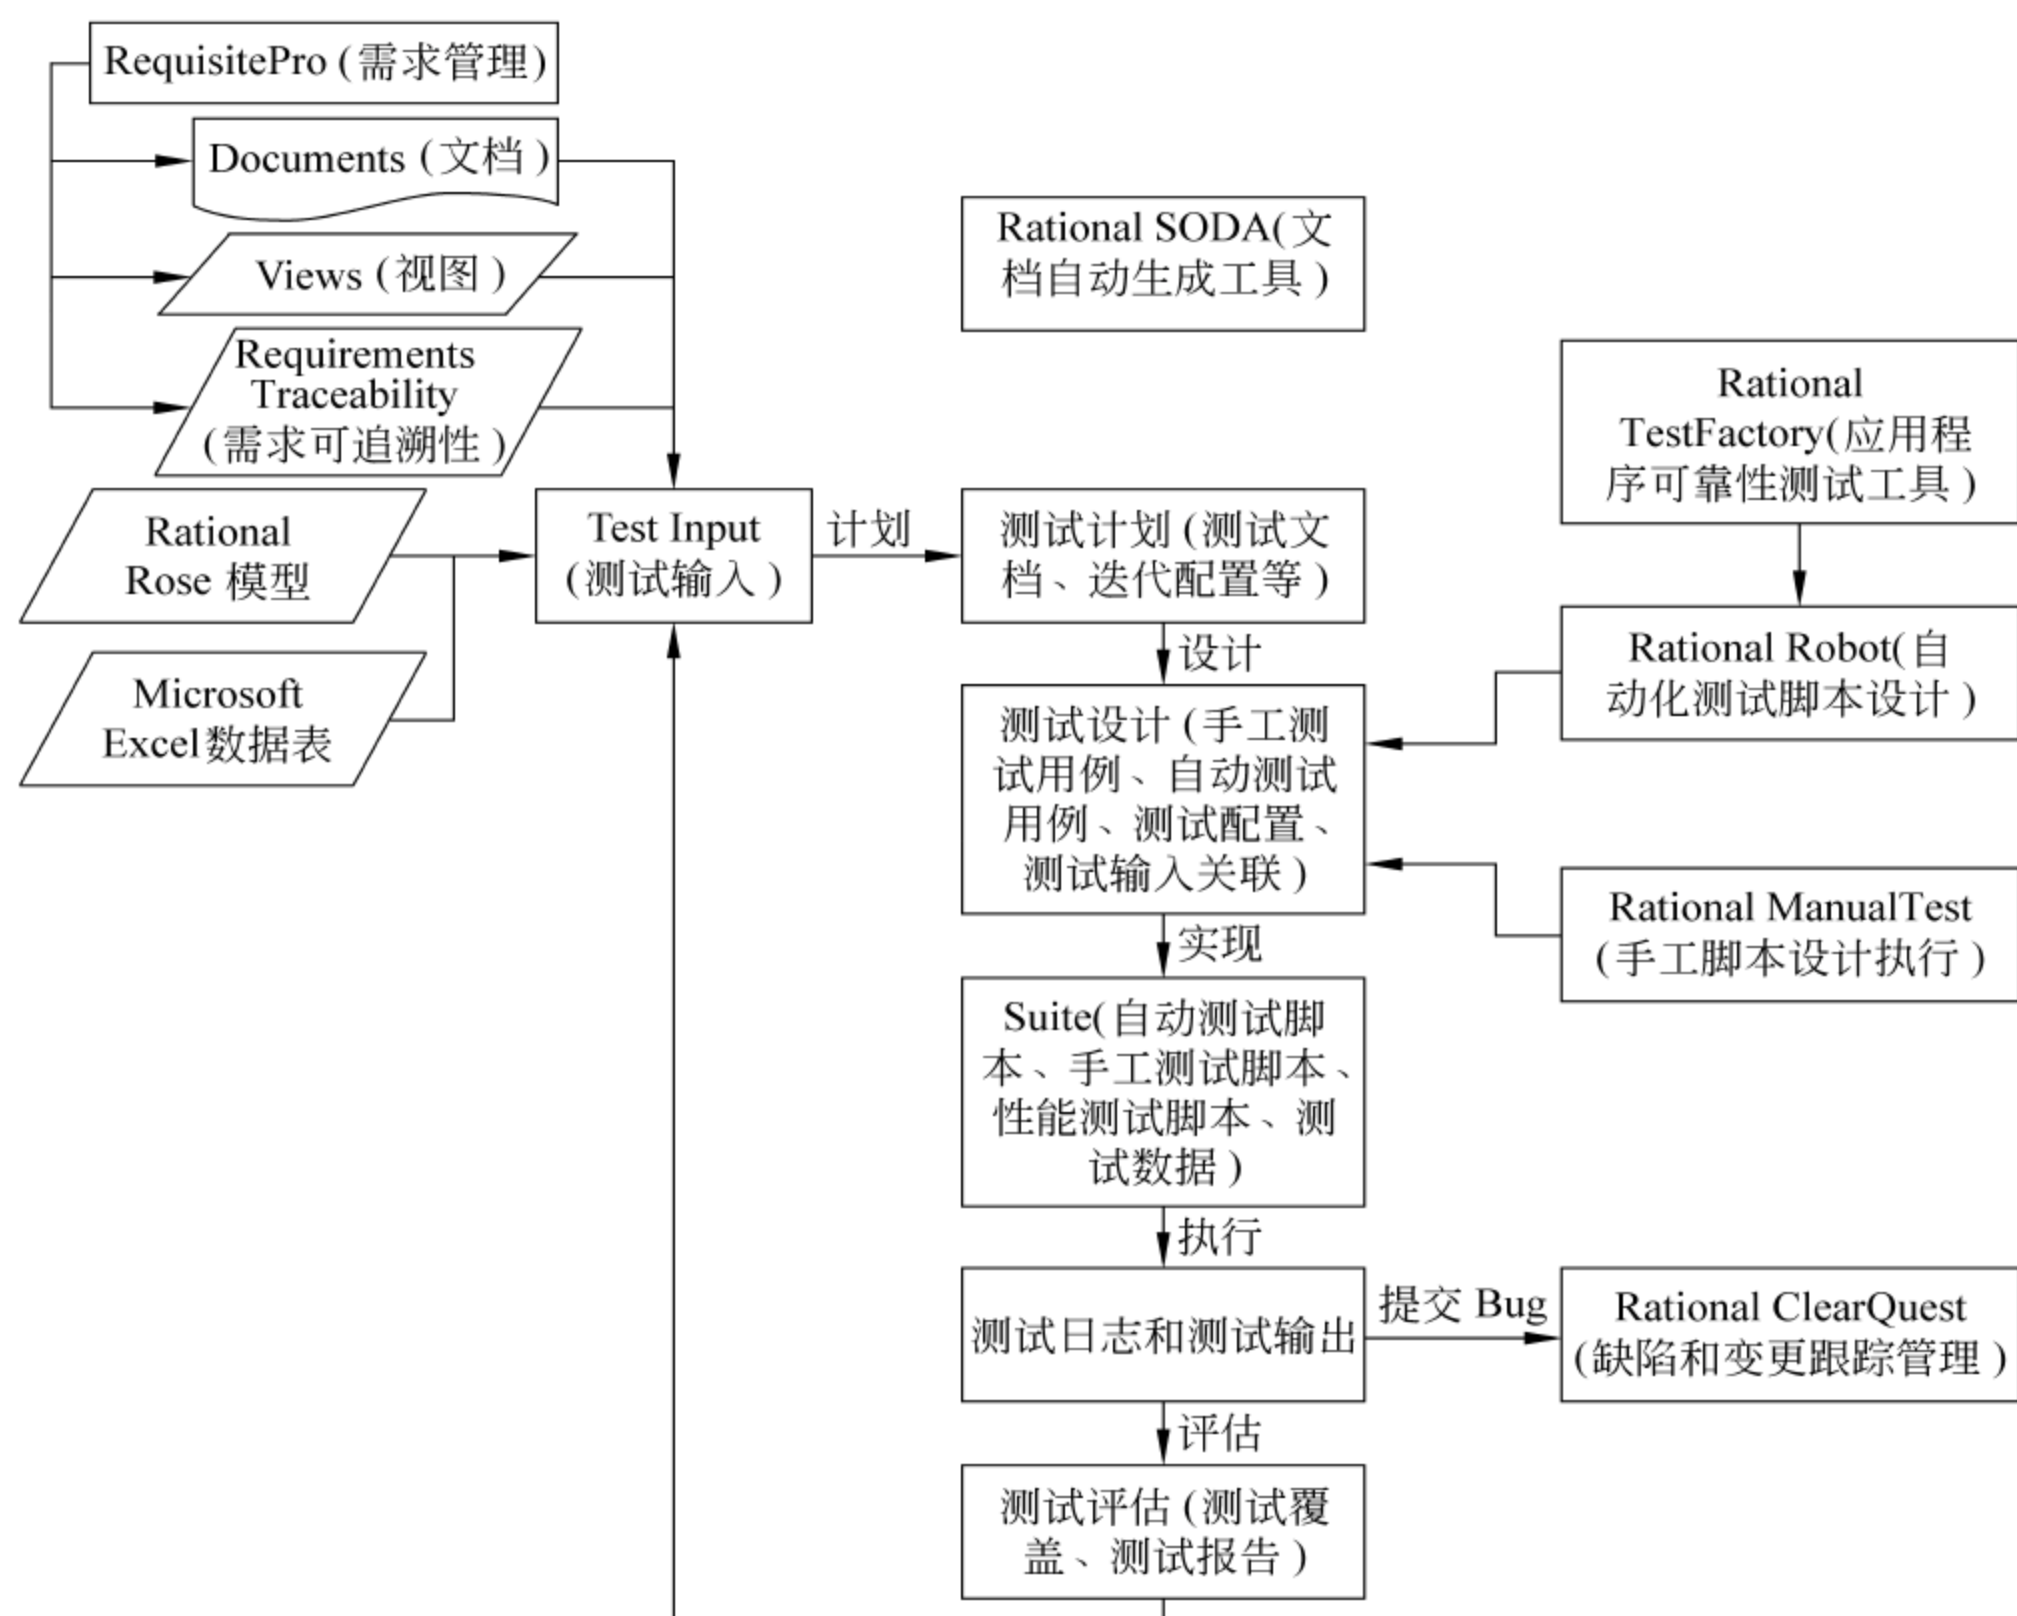 RequisitePro (需求管理)
Documents (文档)
Views (视图)
Requirements
Traceability
(需求可追溯性)
Rational
Rose 模型
Microsoft
Excel数据表
Test Input
(测试输入)
计划
Rational SODA(文
档自动生成工具)
测试计划 (测试文
档、迭代配置等)
设计
测试设计 (手工测
试用例、自动测试
用例、测试配置、
测试输入关联)
实现
Suite(自动测试脚
本、手工测试脚本、
性能测试脚本、测
试数据)
执行
测试日志和测试输出
提交 Bug
评估
测试评估 (测试覆
盖、测试报告)
Rational
TestFactory(应用程
序可靠性测试工具)
Rational Robot(自
动化测试脚本设计)
Rational ManualTest
(手工脚本设计执行)
Rational ClearQuest
(缺陷和变更跟踪管理)